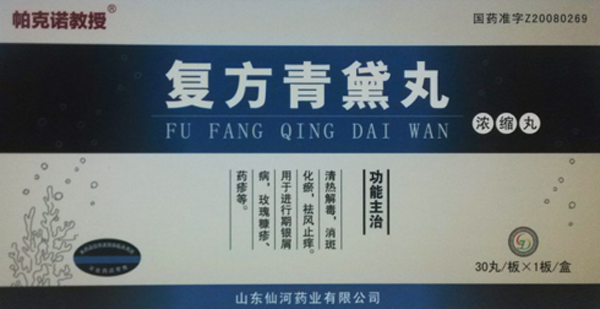 帕克诺教授®
国药准字Z20080269
复方青黛丸
FU FANG QING DAI WAN
浓缩丸
功能主治
清热解毒，消斑
化瘀，祛风止痒。
用于进行期银屑
病，玫瑰糠疹、
药疹等。
30丸/板×1板/盒
山东仙河药业有限公司